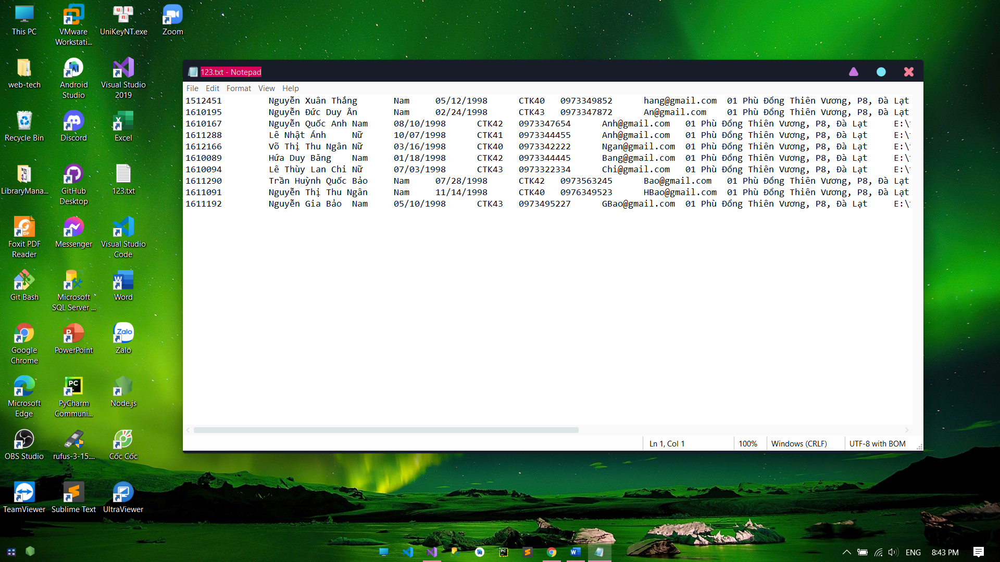 This PC
VMware Workstati...
UniKeyNT.exe
Zoom
web-tech
Android Studio
Visual Studio 2019
Recycle Bin
Discord
Excel
LibraryMana...
GitHub Desktop
123.txt
Foxit PDF Reader
Messenger
Visual Studio Code
Git Bash
Microsoft SQL Server ...
Word
Google Chrome
PowerPoint
Zalo
Microsoft Edge
PyCharm Communi...
Node.js
OBS Studio
rufus-3-15....
Cốc Cốc
TeamViewer
Sublime Text
UltraViewer
123.txt - Notepad
File Edit Format View Help
1512451 Nguyễn Xuân Thắng Nam 05/12/1998 CTK40 0973349852 hang@gmail.com 01 Phù Đổng Thiên Vương, P8, Đà Lạt
1610195 Nguyễn Đức Duy Ân Nam 02/24/1998 CTK43 0973347872 An@gmail.com 01 Phù Đổng Thiên Vương, P8, Đà Lạt
1610167 Nguyễn Quốc Anh Nam 08/10/1998 CTK42 0973347654 Anh@gmail.com 01 Phù Đổng Thiên Vương, P8, Đà Lạt E:\
1611288 Lê Nhật Ánh Nữ 10/07/1998 CTK41 0973344455 Anh@gmail.com 01 Phù Đổng Thiên Vương, P8, Đà Lạt E:\
1612166 Võ Thị Thu Ngân Nữ 03/16/1998 CTK40 0973342222 Ngan@gmail.com 01 Phù Đổng Thiên Vương, P8, Đà Lạt E:\
1610089 Hứa Duy Băng Nam 01/18/1998 CTK42 0973344445 Bang@gmail.com 01 Phù Đổng Thiên Vương, P8, Đà Lạt E:\
1610094 Lê Thùy Lan Chi Nữ 07/03/1998 CTK43 0973322334 Chi@gmail.com 01 Phù Đổng Thiên Vương, P8, Đà Lạt E:\
1611290 Trần Huỳnh Quốc Bảo Nam 07/28/1998 CTK42 0973563245 Bao@gmail.com 01 Phù Đổng Thiên Vương, P8, Đà Lạt
1611091 Nguyễn Thị Thu Ngân Nam 11/14/1998 CTK40 0976349523 HBao@gmail.com 01 Phù Đổng Thiên Vương, P8, Đà Lạt
1611192 Nguyễn Gia Bảo Nam 05/10/1998 CTK43 0973495227 GBao@gmail.com 01 Phù Đổng Thiên Vương, P8, Đà Lạt E:\
Ln 1, Col 1 100% Windows (CRLF) UTF-8 with BOM
ENG 8:43 PM